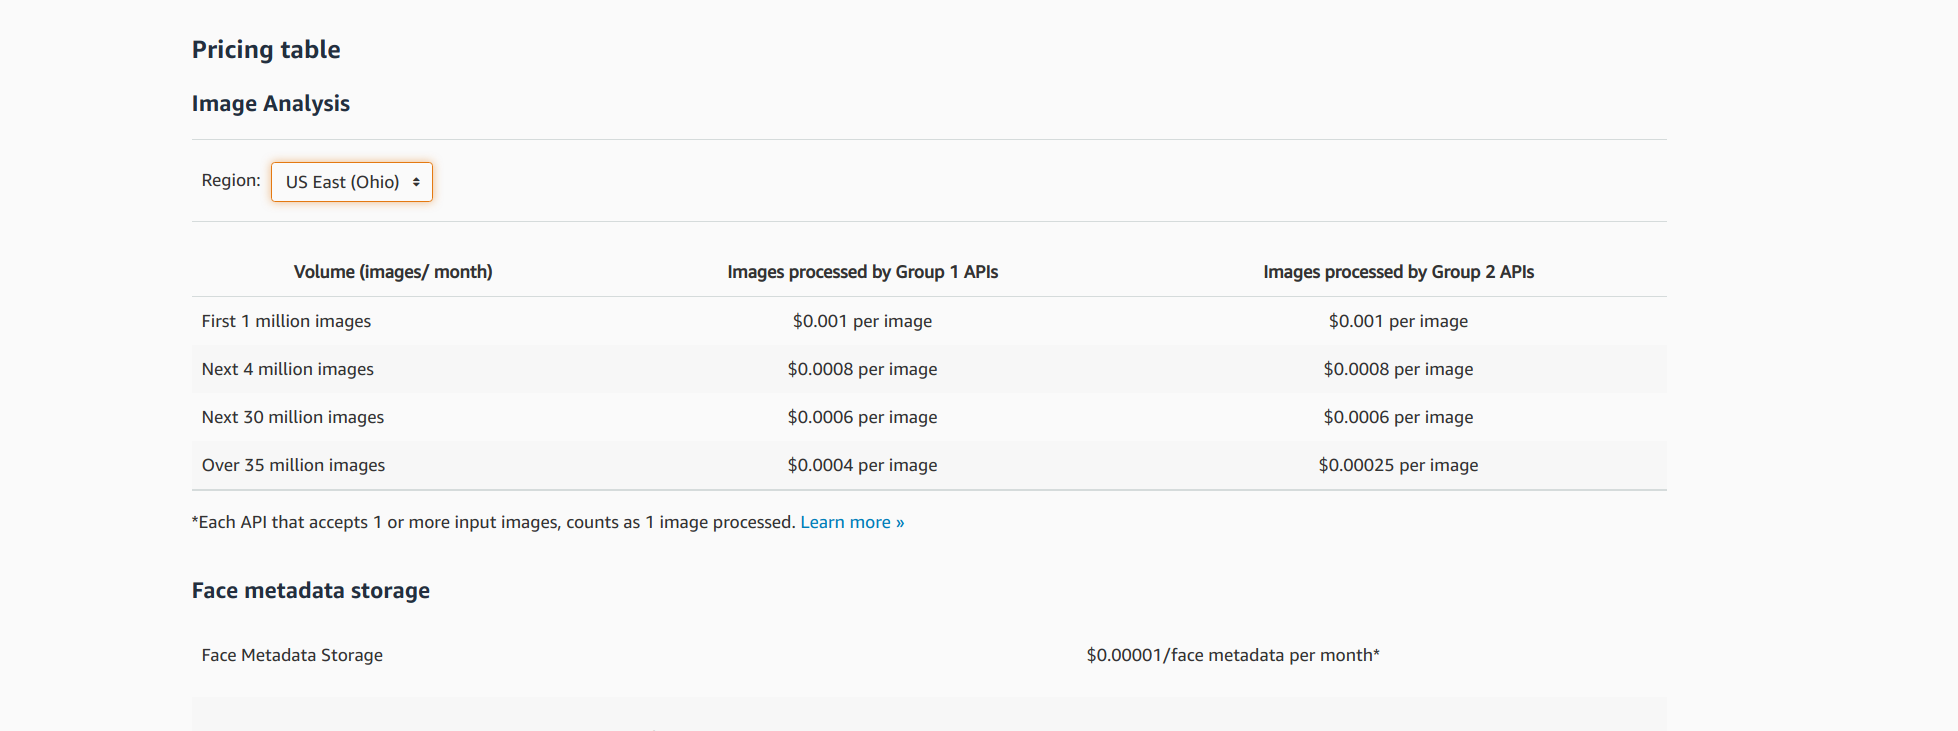 Pricing table
Image Analysis
Region: US East (Ohio)
Volume (images/ month) Images processed by Group 1 APIs Images processed by Group 2 APIs
First 1 million images $0.001 per image $0.001 per image
Next 4 million images $0.0008 per image $0.0008 per image
Next 30 million images $0.0006 per image $0.0006 per image
Over 35 million images $0.0004 per image $0.00025 per image
*Each API that accepts 1 or more input images, counts as 1 image processed. Learn more »
Face metadata storage
Face Metadata Storage $0.00001/face metadata per month*